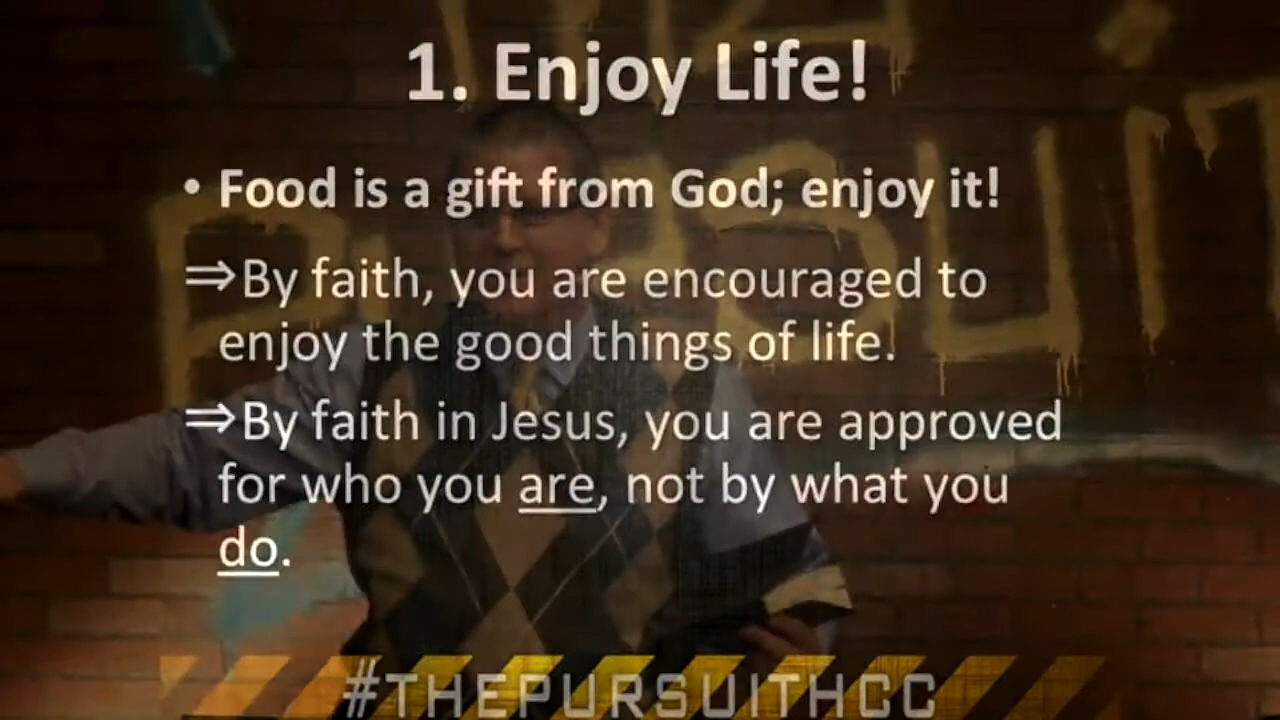 1. Enjoy Life!
• Food is a gift from God; enjoy it!
⇒By faith, you are encouraged to
enjoy the good things of life.
⇒By faith in Jesus, you are approved
for who you are, not by what you
do.
#THEPURSUITHCC